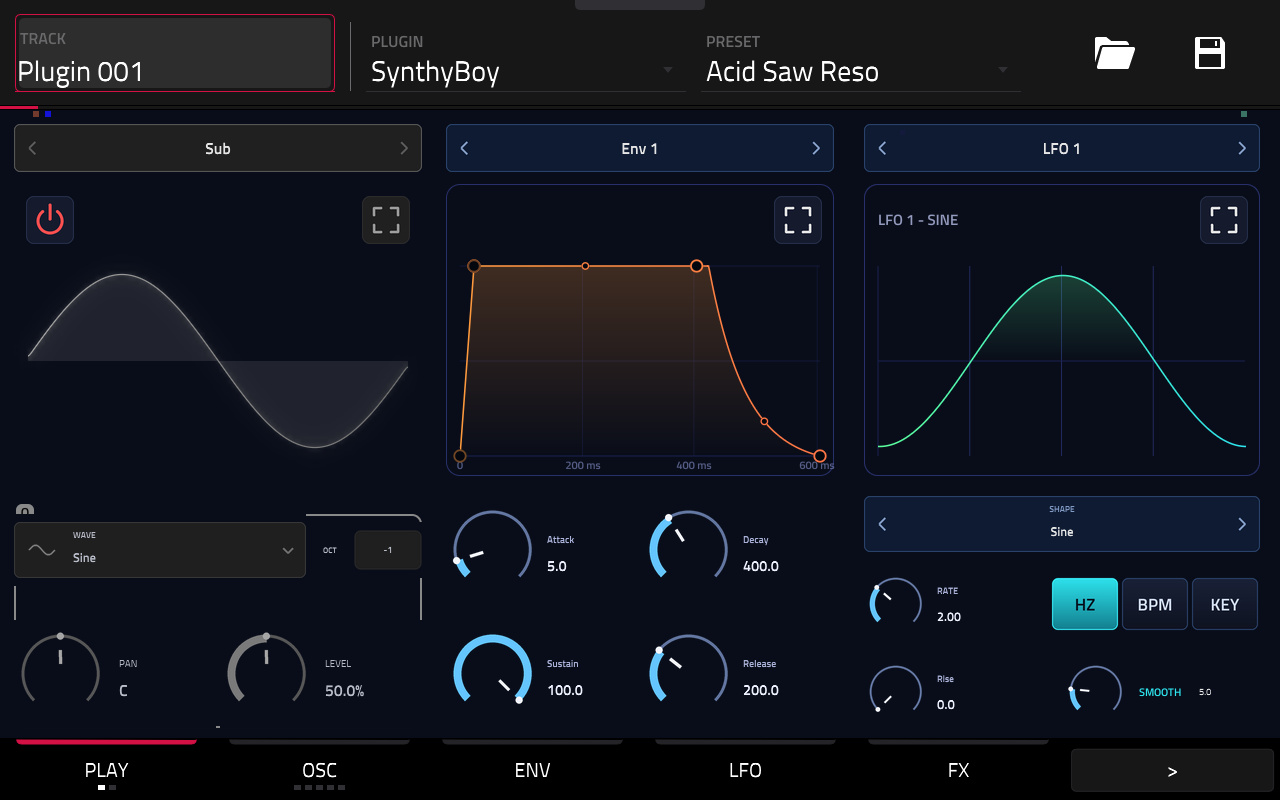 TRACK
Plugin 001
PLUGIN
SynthyBoy
PRESET
Acid Saw Reso
Sub
Env 1
LFO 1
LFO 1 - SINE
0
200 ms
400 ms
600 ms
WAVE
Sine
OCT
-1
PAN
C
LEVEL
50.0%
Attack
5.0
Decay
400.0
Sustain
100.0
Release
200.0
SHAPE
Sine
RATE
2.00
HZ
BPM
KEY
Rise
0.0
SMOOTH
5.0
PLAY
OSC
ENV
LFO
FX
>